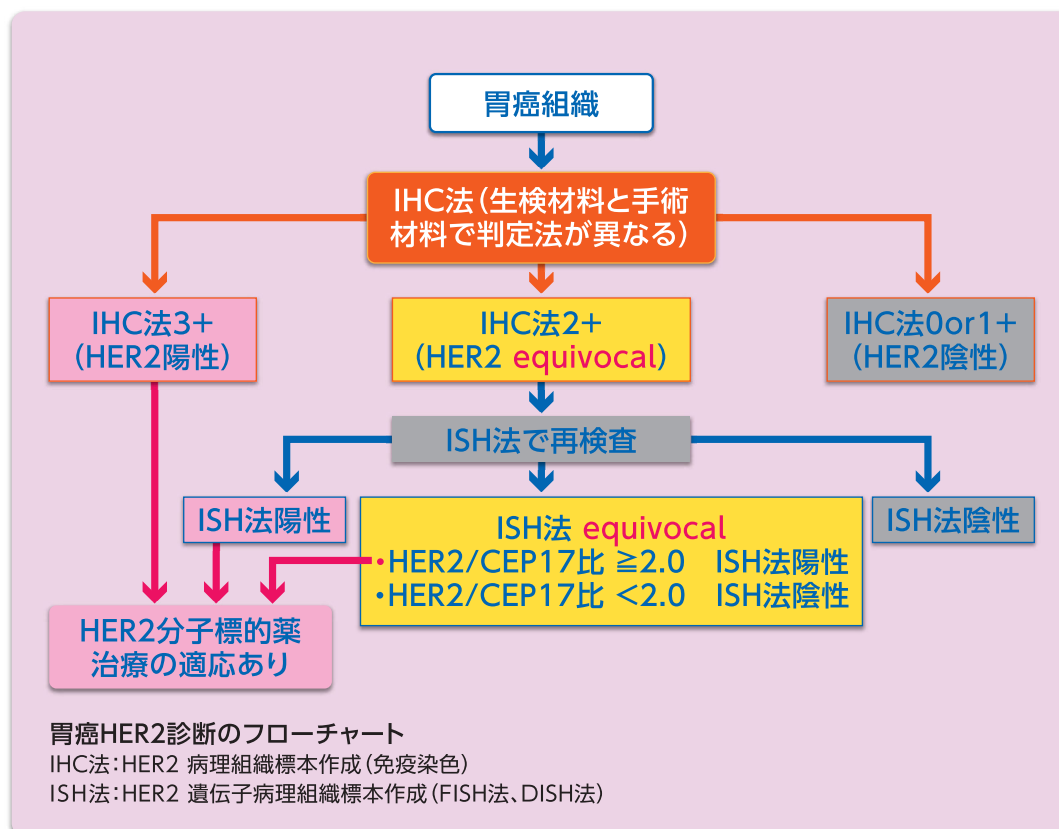 胃癌組織
IHC法(生検材料と手術
材料で判定法が異なる)
IHC法3+
(HER2陽性)
IHC法2+
(HER2 equivocal)
IHC法0or1+
(HER2陰性)
ISH法で再検査
ISH法陽性
ISH法 equivocal
・HER2/CEP17比 ≧2.0 ISH法陽性
・HER2/CEP17比 <2.0 ISH法陰性
ISH法陰性
HER2分子標的薬
治療の適応あり
胃癌HER2診断のフローチャート
IHC法:HER2 病理組織標本作成(免疫染色)
ISH法:HER2 遺伝子病理組織標本作成(FISH法、DISH法)